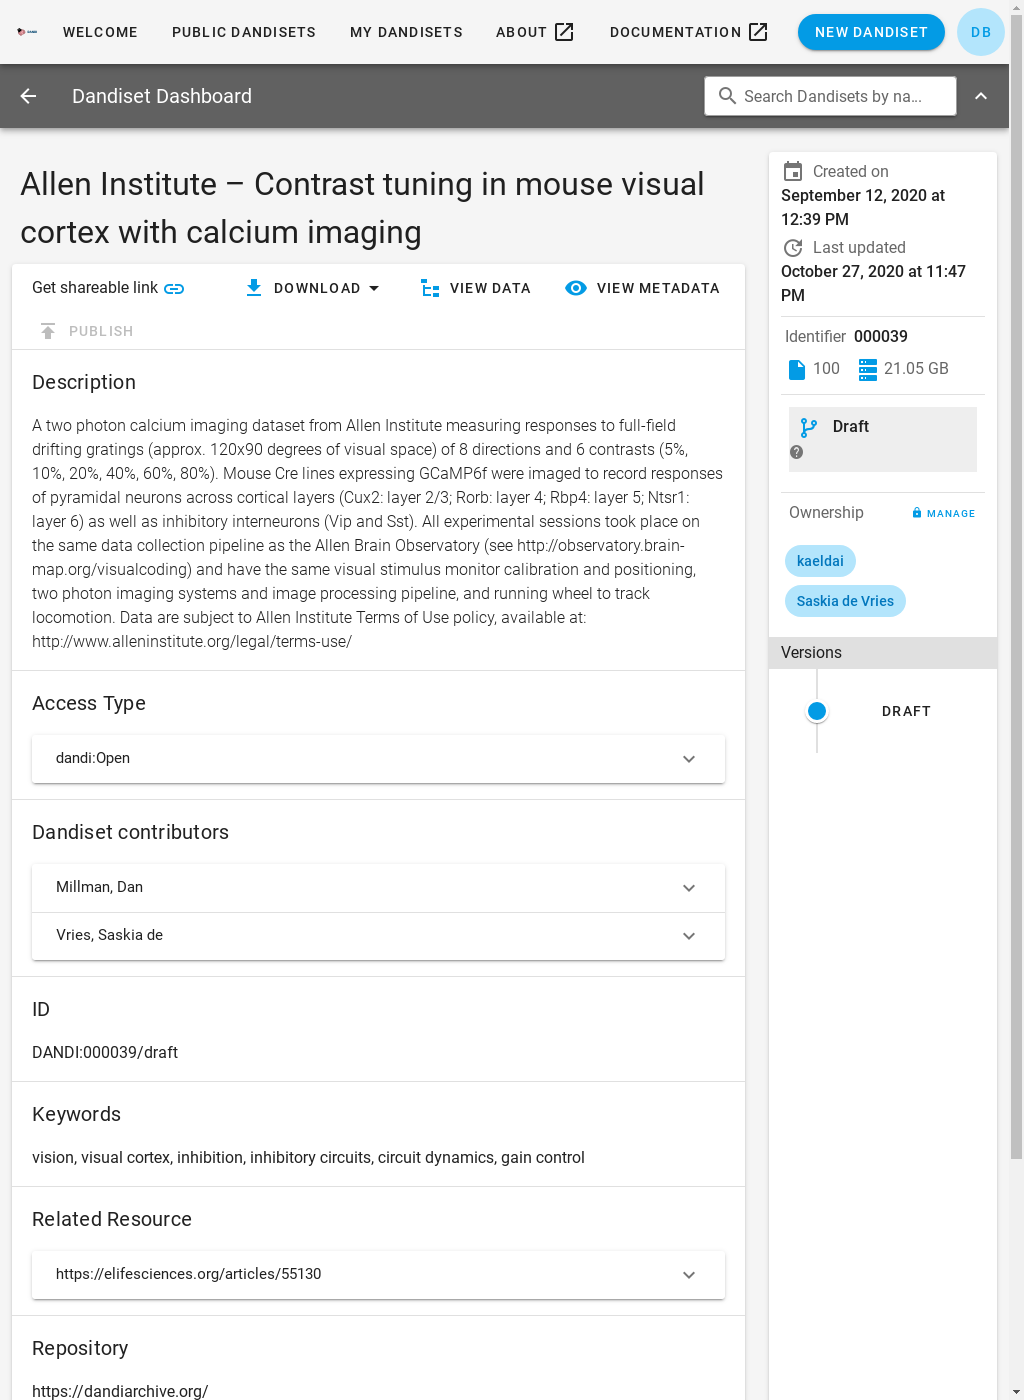 WELCOME
PUBLIC DANDISETS
MY DANDISETS
ABOUT
DOCUMENTATION
NEW DANDISET
DB
Dandiset Dashboard
Search Dandisets by na...
Allen Institute – Contrast tuning in mouse visual
cortex with calcium imaging
Get shareable link
DOWNLOAD
VIEW DATA
VIEW METADATA
PUBLISH
Description
A two photon calcium imaging dataset from Allen Institute measuring responses to full-field
drifting gratings (approx. 120x90 degrees of visual space) of 8 directions and 6 contrasts (5%,
10%, 20%, 40%, 60%, 80%). Mouse Cre lines expressing GCaMP6f were imaged to record responses
of pyramidal neurons across cortical layers (Cux2: layer 2/3; Rorb: layer 4; Rbp4: layer 5; Ntsr1:
layer 6) as well as inhibitory interneurons (Vip and Sst). All experimental sessions took place on
the same data collection pipeline as the Allen Brain Observatory (see http://observatory.brain-
map.org/visualcoding) and have the same visual stimulus monitor calibration and positioning,
two photon imaging systems and image processing pipeline, and running wheel to track
locomotion. Data are subject to Allen Institute Terms of Use policy, available at:
http://www.alleninstitute.org/legal/terms-use/
Access Type
dandi:Open
Dandiset contributors
Millman, Dan
Vries, Saskia de
ID
DANDI:000039/draft
Keywords
vision, visual cortex, inhibition, inhibitory circuits, circuit dynamics, gain control
Related Resource
https://elifesciences.org/articles/55130
Repository
https://dandiarchive.org/
Created on
September 12, 2020 at
12:39 PM
Last updated
October 27, 2020 at 11:47
PM
Identifier 000039
100 21.05 GB
Draft
Ownership
MANAGE
kaeldai
Saskia de Vries
Versions
DRAFT